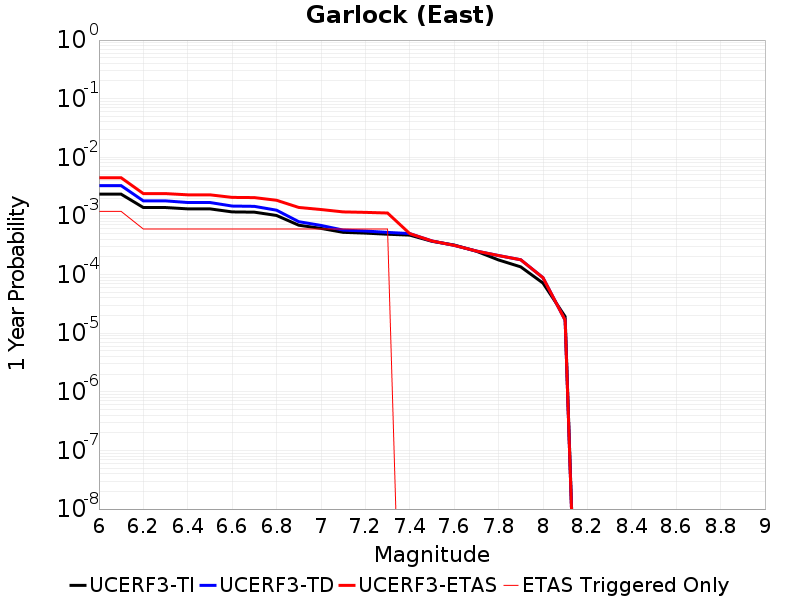 Garlock (East)
1 Year Probability
10^0
10^-1
10^-2
10^-3
10^-4
10^-5
10^-6
10^-7
10^-8
6 6.2 6.4 6.6 6.8 7 7.2 7.4 7.6 7.8 8 8.2 8.4 8.6 8.8 9
Magnitude
UCERF3-TI UCERF3-TD UCERF3-ETAS ETAS Triggered Only